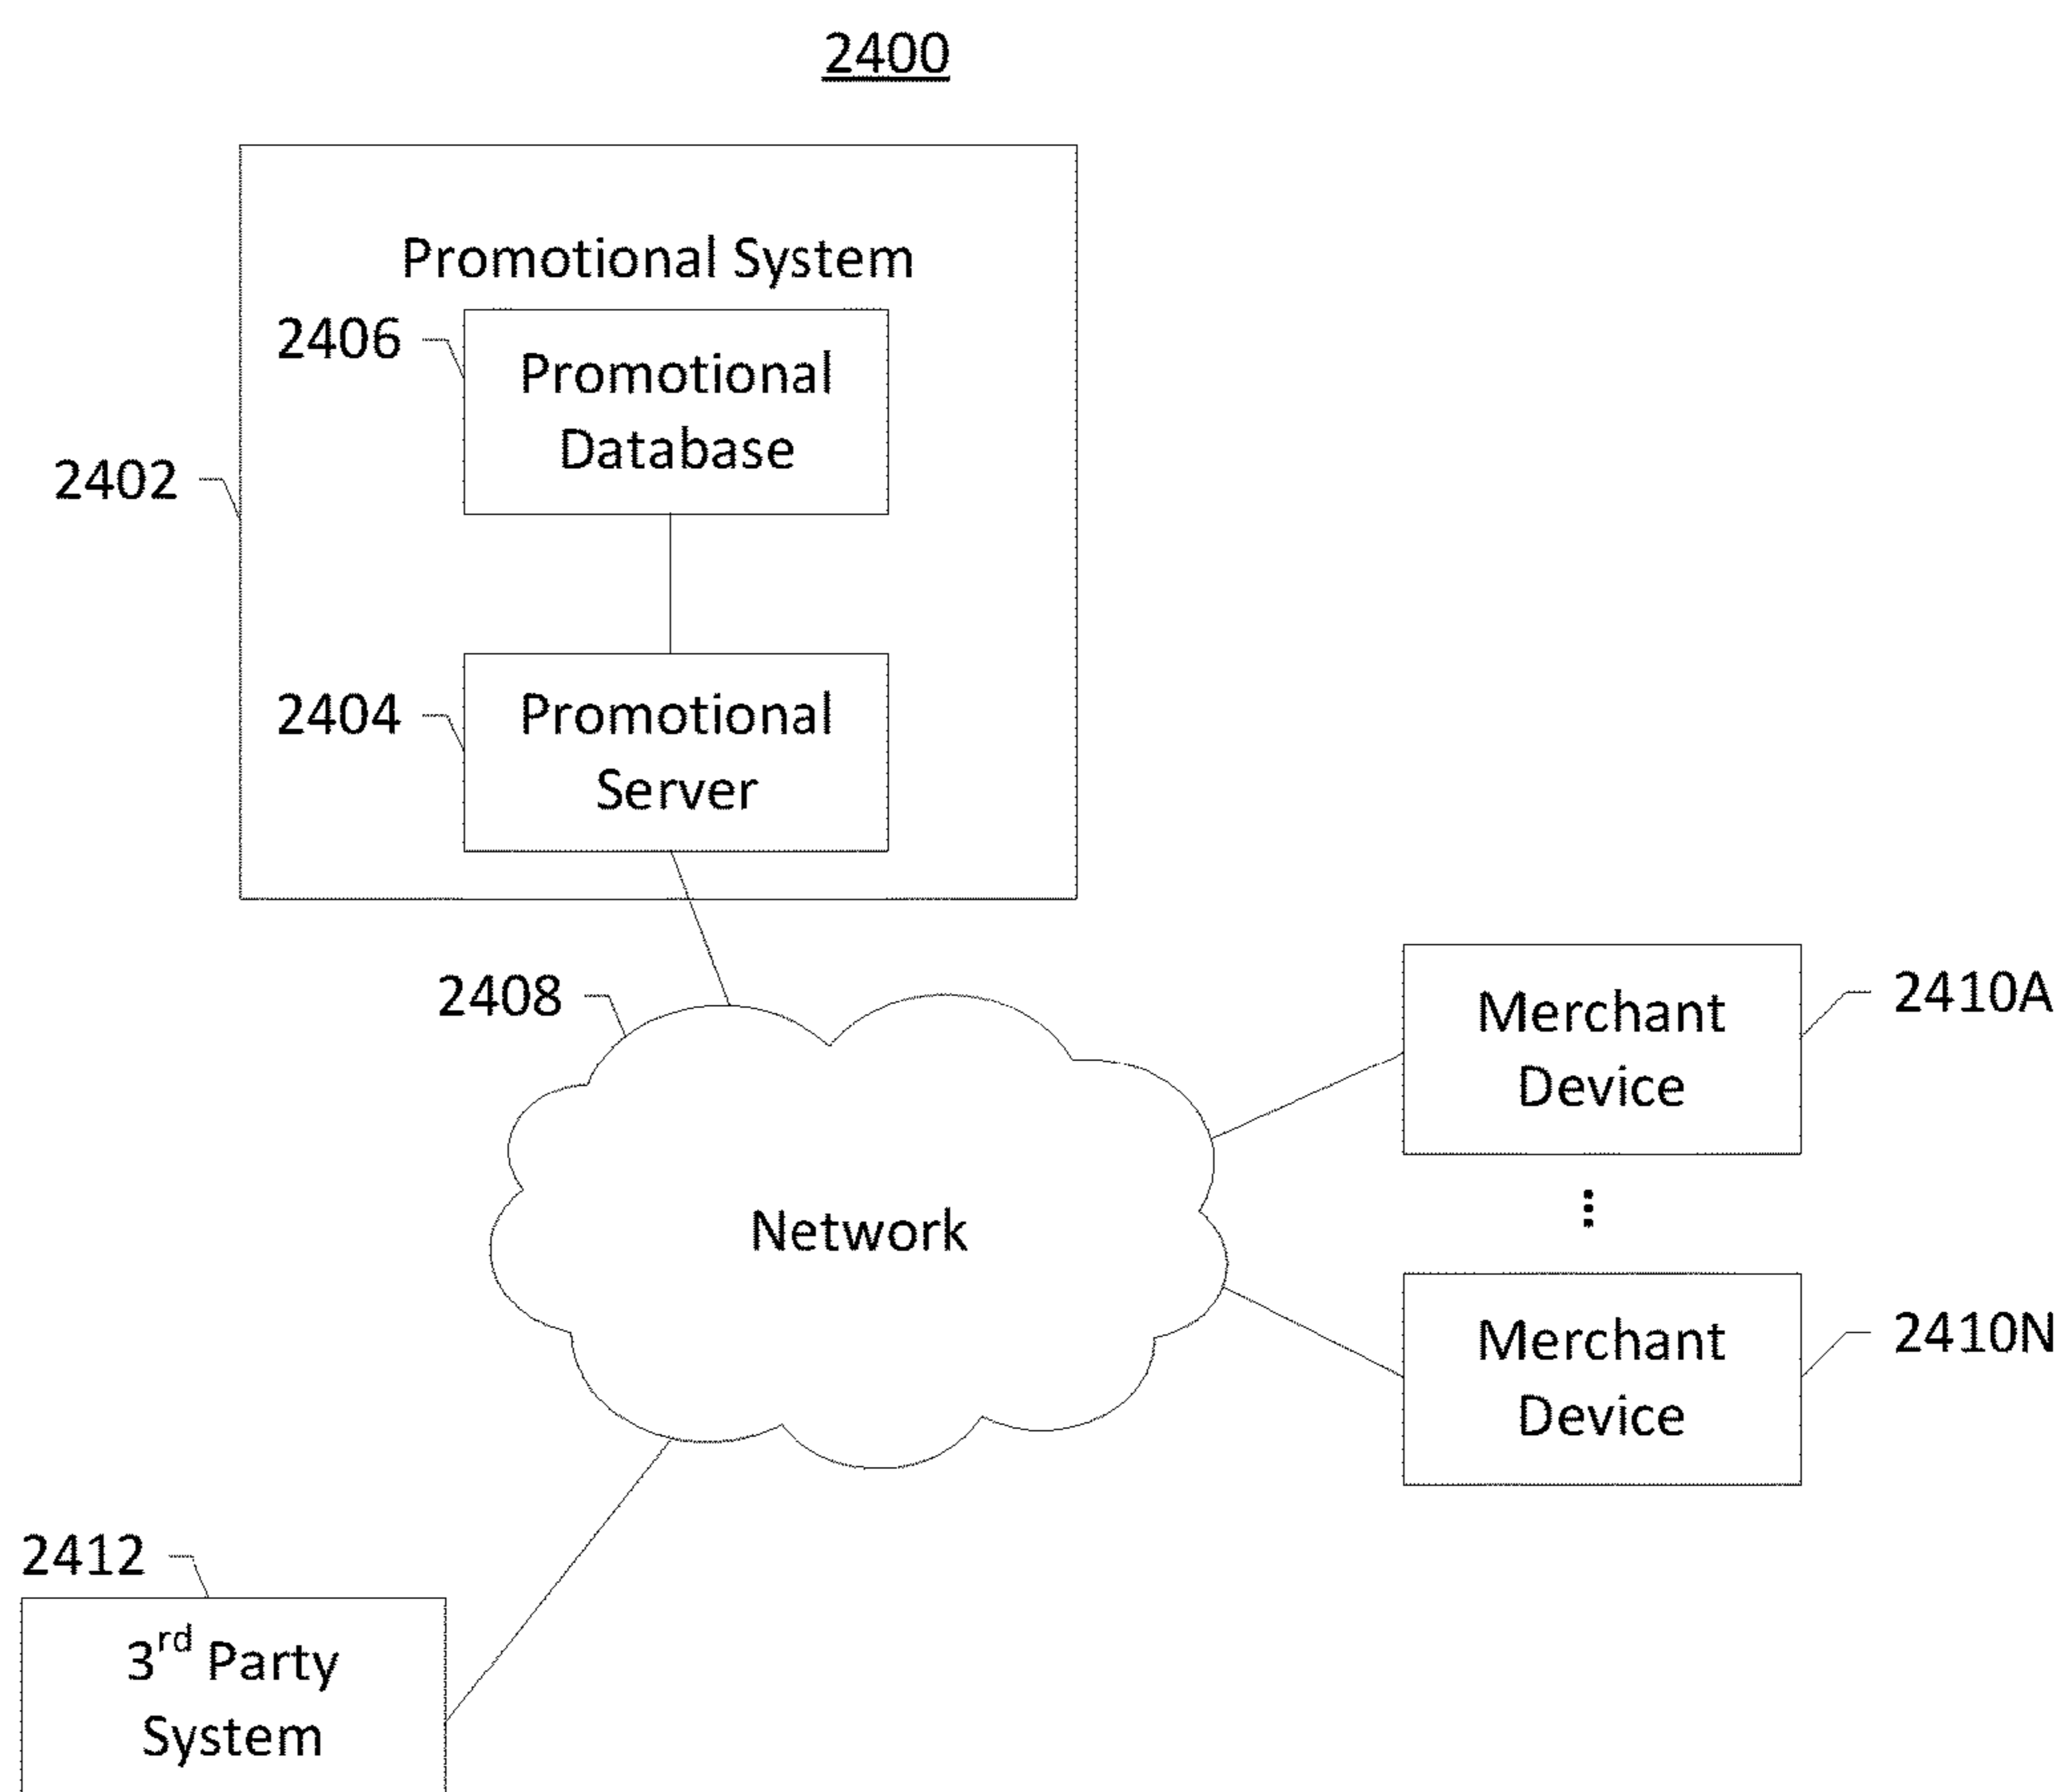 2400
Promotional System
2406
Promotional
Database
2402
2404
Promotional
Server
2408
Merchant
Device
2410A
Network
Merchant
Device
2410N
2412
3rd Party
System